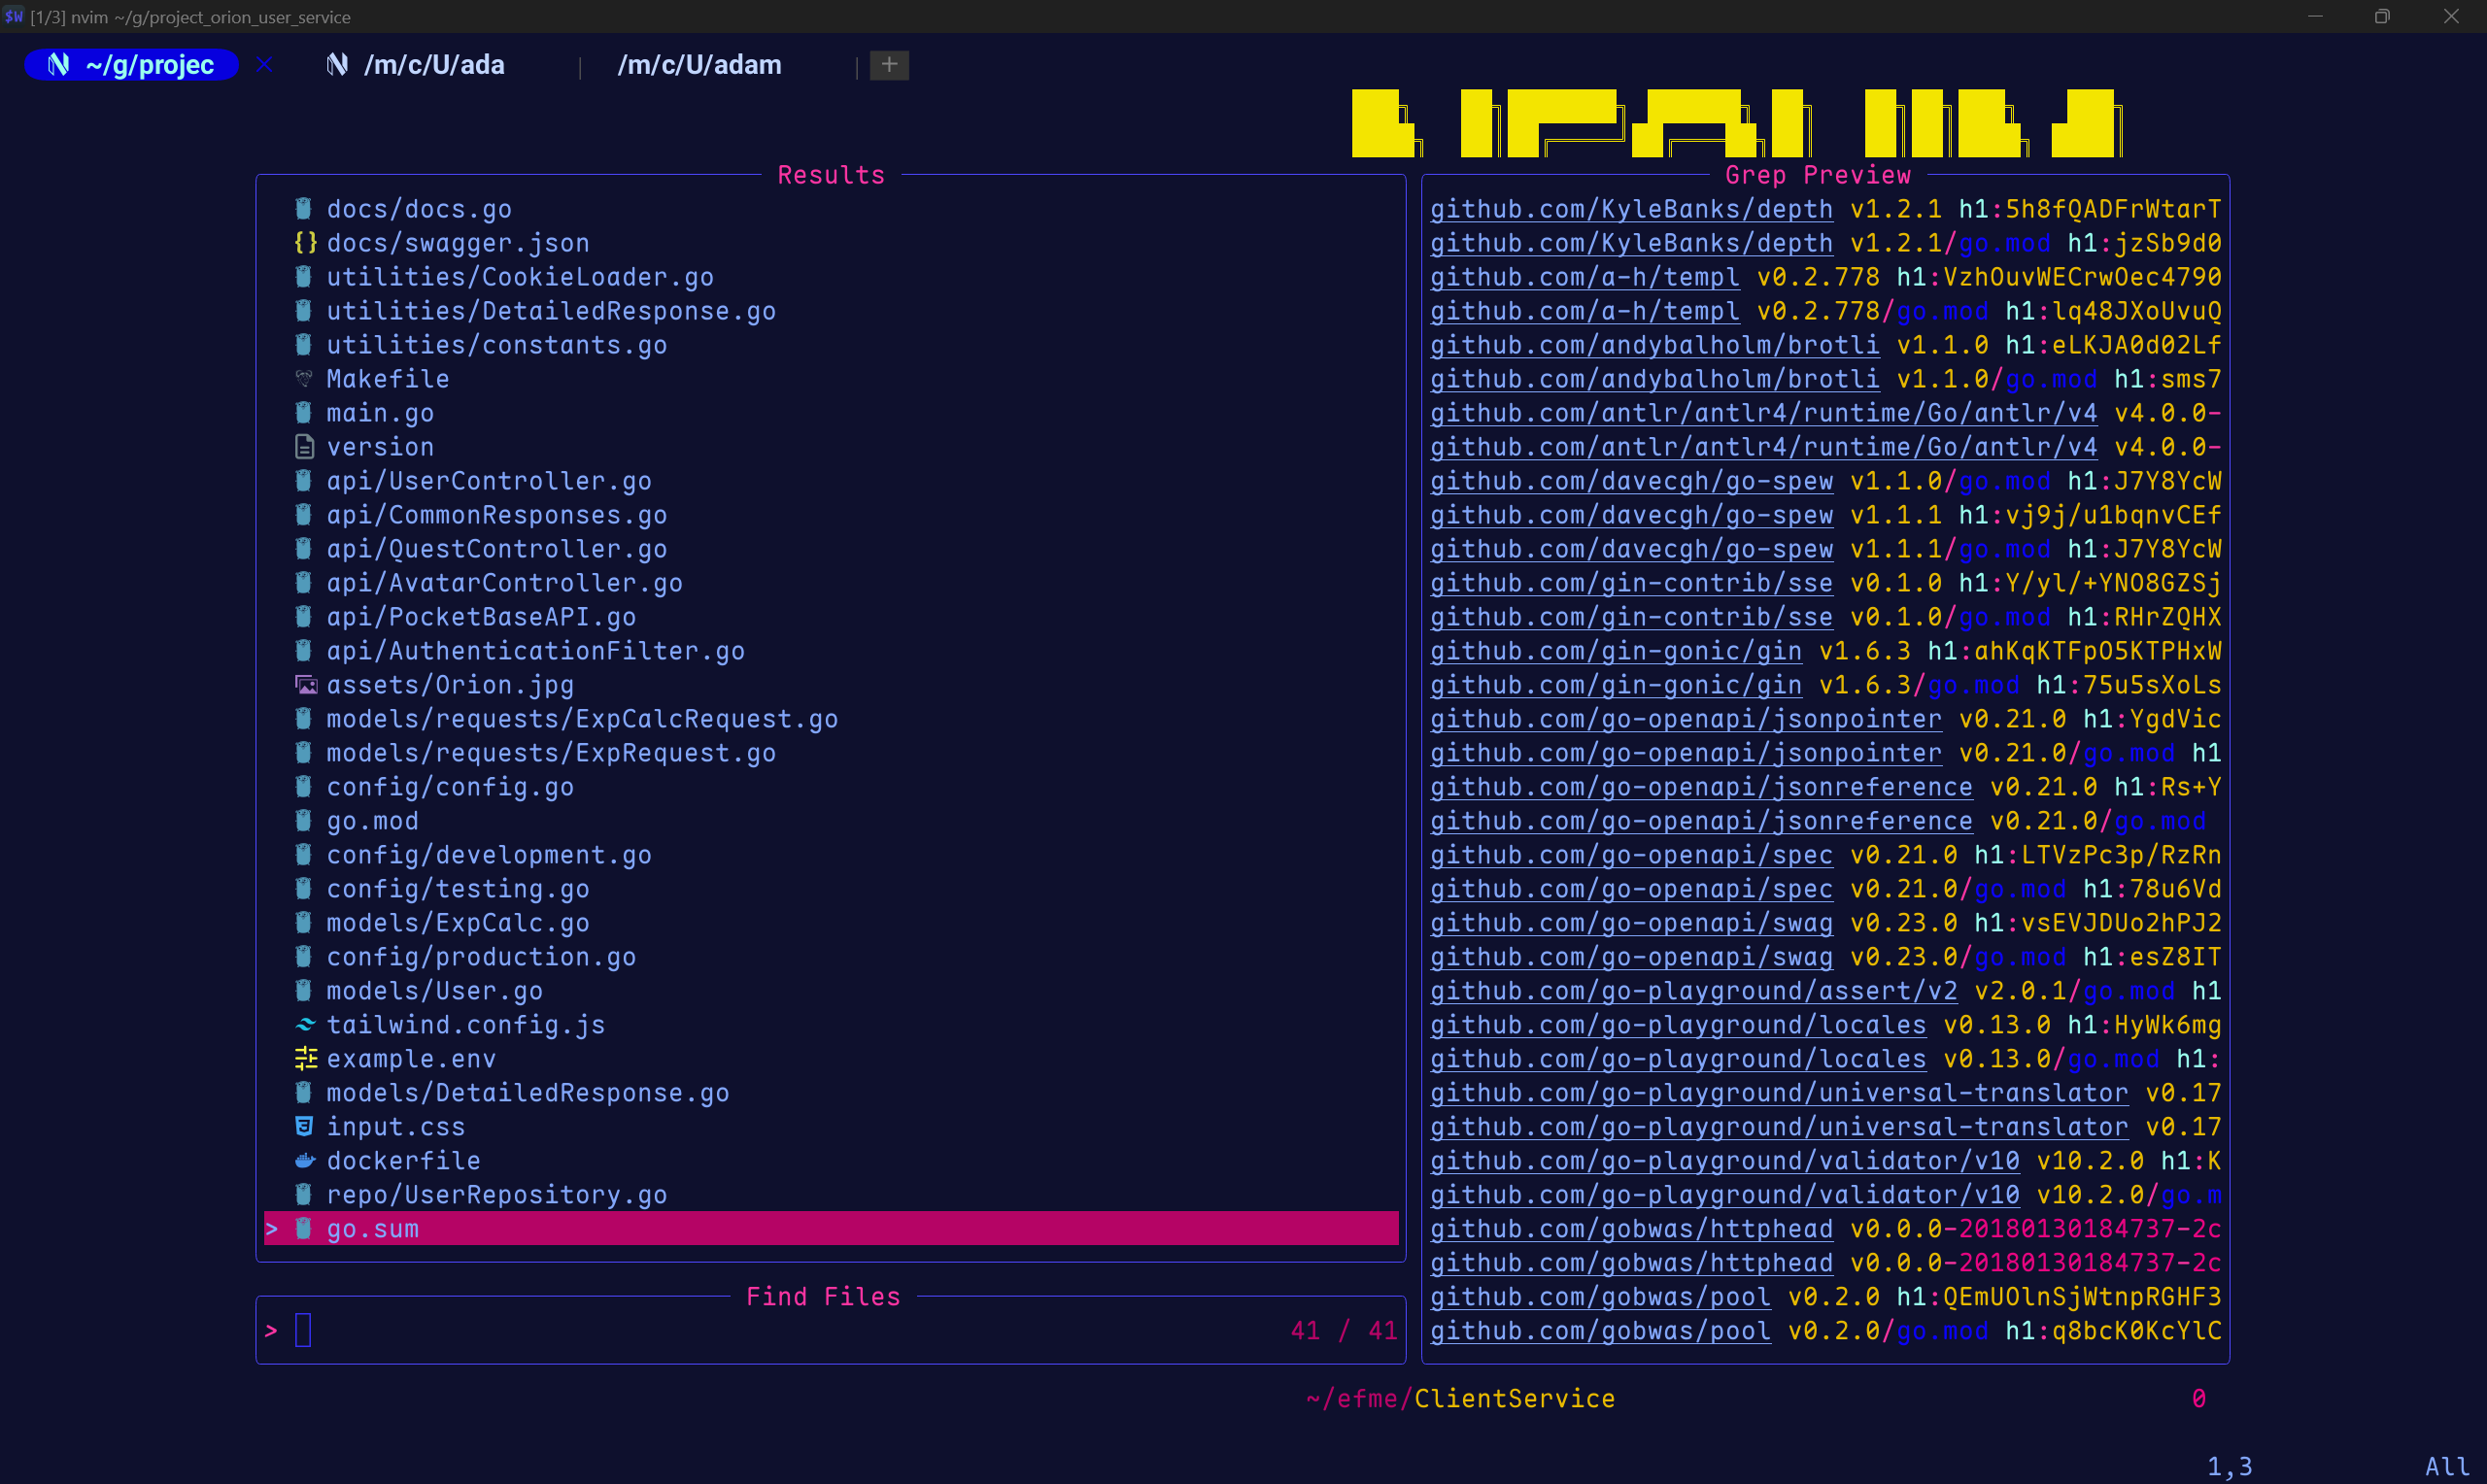 [1/3] nvim ~/g/project_orion_user_service
~/g/projec
/m/c/U/ada
/m/c/U/adam
Results
docs/docs.go
docs/swagger.json
utilities/CookieLoader.go
utilities/DetailedResponse.go
utilities/constants.go
Makefile
main.go
version
api/UserController.go
api/CommonResponses.go
api/QuestController.go
api/AvatarController.go
api/PocketBaseAPI.go
api/AuthenticationFilter.go
assets/Orion.jpg
models/requests/ExpCalcRequest.go
models/requests/ExpRequest.go
config/config.go
go.mod
config/development.go
config/testing.go
models/ExpCalc.go
config/production.go
models/User.go
tailwind.config.js
example.env
models/DetailedResponse.go
input.css
dockerfile
repo/UserRepository.go
> go.sum
Find Files
> 41 / 41
Grep Preview
github.com/KyleBanks/depth v1.2.1 h1:5h8fQADFrWtarT
github.com/KyleBanks/depth v1.2.1/go.mod h1:jzSb9d0
github.com/a-h/templ v0.2.778 h1:VzhOuvWECrwOec4790
github.com/a-h/templ v0.2.778/go.mod h1:lq48JXoUvuQ
github.com/andybalholm/brotli v1.1.0 h1:eLKJA0d02Lf
github.com/andybalholm/brotli v1.1.0/go.mod h1:sms7
github.com/antlr/antlr4/runtime/Go/antlr/v4 v4.0.0-
github.com/antlr/antlr4/runtime/Go/antlr/v4 v4.0.0-
github.com/davecgh/go-spew v1.1.0/go.mod h1:J7Y8YcW
github.com/davecgh/go-spew v1.1.1 h1:vj9j/u1bqnvCEf
github.com/davecgh/go-spew v1.1.1/go.mod h1:J7Y8YcW
github.com/gin-contrib/sse v0.1.0 h1:Y/yl/+YNO8GZSj
github.com/gin-contrib/sse v0.1.0/go.mod h1:RHrZQHX
github.com/gin-gonic/gin v1.6.3 h1:ahKqKTFpO5KTPHxW
github.com/gin-gonic/gin v1.6.3/go.mod h1:75u5sXoLs
github.com/go-openapi/jsonpointer v0.21.0 h1:YgdVic
github.com/go-openapi/jsonpointer v0.21.0/go.mod h1
github.com/go-openapi/jsonreference v0.21.0 h1:Rs+Y
github.com/go-openapi/jsonreference v0.21.0/go.mod
github.com/go-openapi/spec v0.21.0 h1:LTVzPc3p/RzRn
github.com/go-openapi/spec v0.21.0/go.mod h1:78u6Vd
github.com/go-openapi/swag v0.23.0 h1:vsEVJDUo2hPJ2
github.com/go-openapi/swag v0.23.0/go.mod h1:esZ8IT
github.com/go-playground/assert/v2 v2.0.1/go.mod h1
github.com/go-playground/locales v0.13.0 h1:HyWk6mg
github.com/go-playground/locales v0.13.0/go.mod h1:
github.com/go-playground/universal-translator v0.17
github.com/go-playground/universal-translator v0.17
github.com/go-playground/validator/v10 v10.2.0 h1:K
github.com/go-playground/validator/v10 v10.2.0/go.m
github.com/gobwas/httphead v0.0.0-20180130184737-2c
github.com/gobwas/httphead v0.0.0-20180130184737-2c
github.com/gobwas/pool v0.2.0 h1:QEmUOlnSjWtnpRGHF3
github.com/gobwas/pool v0.2.0/go.mod h1:q8bcK0KcYlC
~/efme/ClientService 0
1,3 All